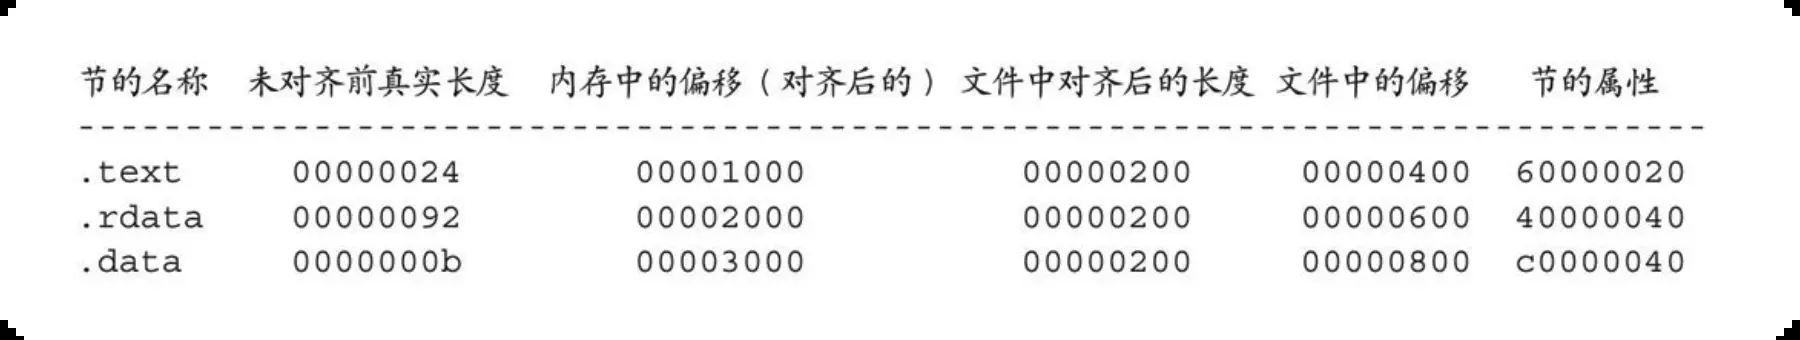 节的名称 未对齐前真实长度 内存中的偏移（对齐后的） 文件中对齐后的长度 文件中的偏移 节的属性
--------------------------------------------------------------------------------
.text 00000024 00001000 00000200 00000400 60000020
.rdata 00000092 00002000 00000200 00000600 40000040
.data 0000000b 00003000 00000200 00000800 c0000040